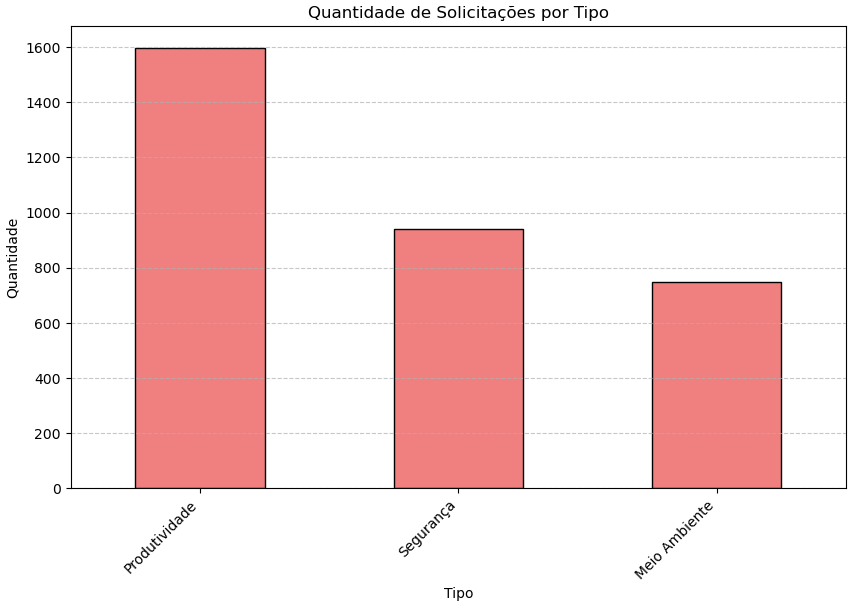 Quantidade de Solicitações por Tipo
Quantidade
1600
1400
1200
1000
800
600
400
200
0
Produtividade
Segurança
Meio Ambiente
Tipo